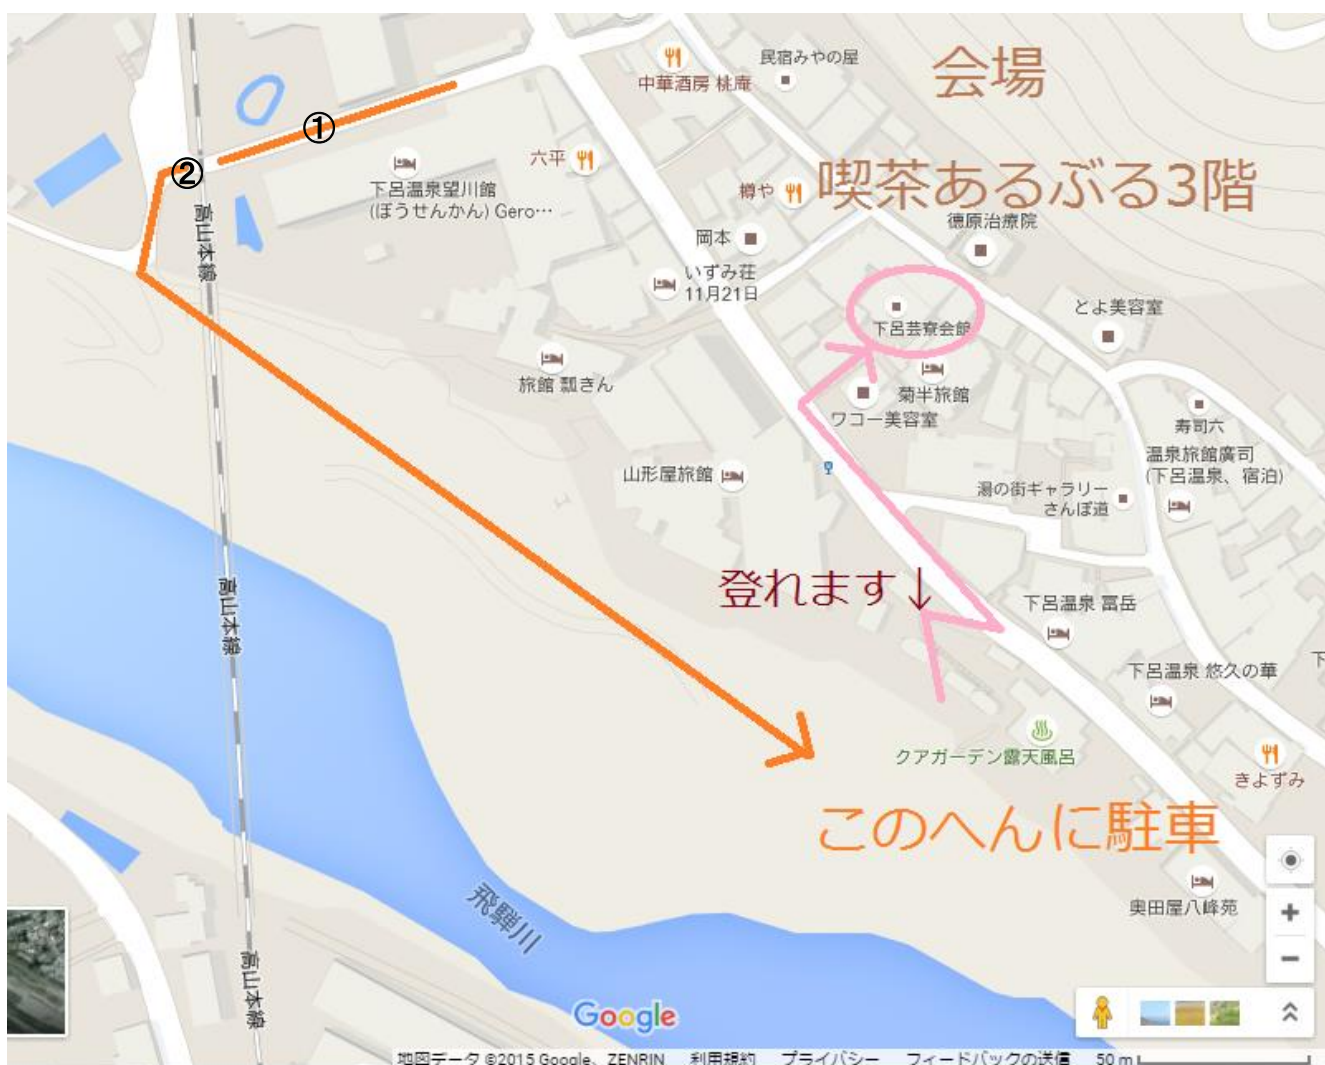 会場
民宿みやの屋
中華酒房 桃庵
①
②
六平
下呂温泉望川館
(ぼうせんかん) Gero…
樽や
喫茶あるぶる3階
徳原治療院
岡本
高山本線
いずみ荘
11月21日
下呂芸寮会館
とよ美容室
旅館 瓢きん
菊半旅館
ワコー美容室
寿司六
温泉旅館廣司
(下呂温泉、宿泊)
山形屋旅館
湯の街ギャラリー
さんぽ道
高山本線
登れます↓
下呂温泉 冨岳
下
下呂温泉 悠久の華
クアガーデン露天風呂
きよずみ
このへんに駐車
飛騨川
奥田屋八峰苑
高山本線
Google
地図データ ©2015 Google、ZENRIN 利用規約 プライバシー フィードバックの送信 50 m